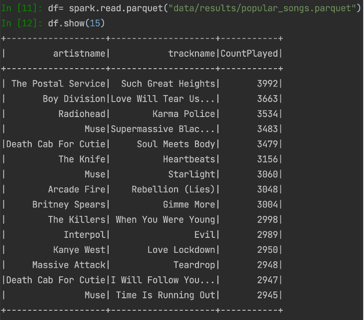 In [11]: df= spark.read.parquet("data/results/popular_songs.parquet")
In [12]: df.show(15)
+-------------------+--------------------+-----------+
|         artistname|           trackname|CountPlayed|
+-------------------+--------------------+-----------+
| The Postal Service|  Such Great Heights|       3992|
|       Boy Division|Love Will Tear Us...|       3663|
|          Radiohead|        Karma Police|       3534|
|               Muse|Supermassive Blac...|       3483|
|Death Cab For Cutie|     Soul Meets Body|       3479|
|          The Knife|          Heartbeats|       3156|
|               Muse|           Starlight|       3060|
|        Arcade Fire|    Rebellion (Lies)|       3048|
|     Britney Spears|          Gimme More|       3004|
|        The Killers| When You Were Young|       2998|
|           Interpol|                Evil|       2989|
|         Kanye West|       Love Lockdown|       2950|
|     Massive Attack|            Teardrop|       2948|
|Death Cab For Cutie|I Will Follow You...|       2947|
|               Muse| Time Is Running Out|       2945|
+-------------------+--------------------+-----------+